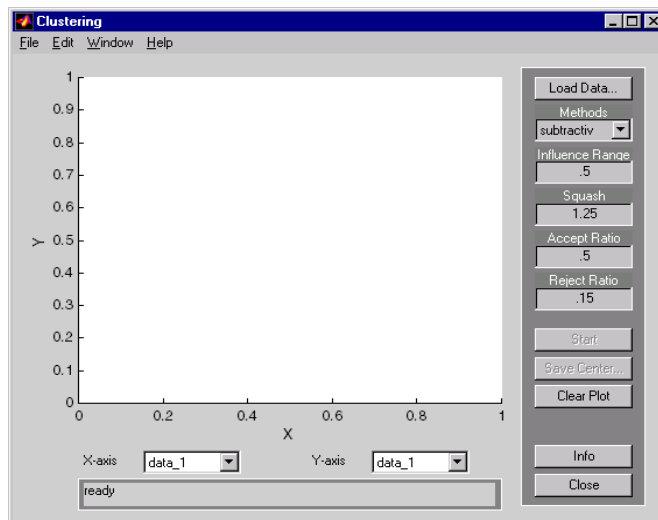 Clustering
File Edit Window Help
1
0.9
0.8
0.7
0.6
0.5
0.4
0.3
0.2
0.1
0
Y
0 0.2 0.4 0.6 0.8 1
X
X-axis data_1 Y-axis data_1
ready
Load Data...
Methods
subtractiv
Influence Range
.5
Squash
1.25
Accept Ratio
.5
Reject Ratio
.15
Start
Save Center...
Clear Plot
Info
Close